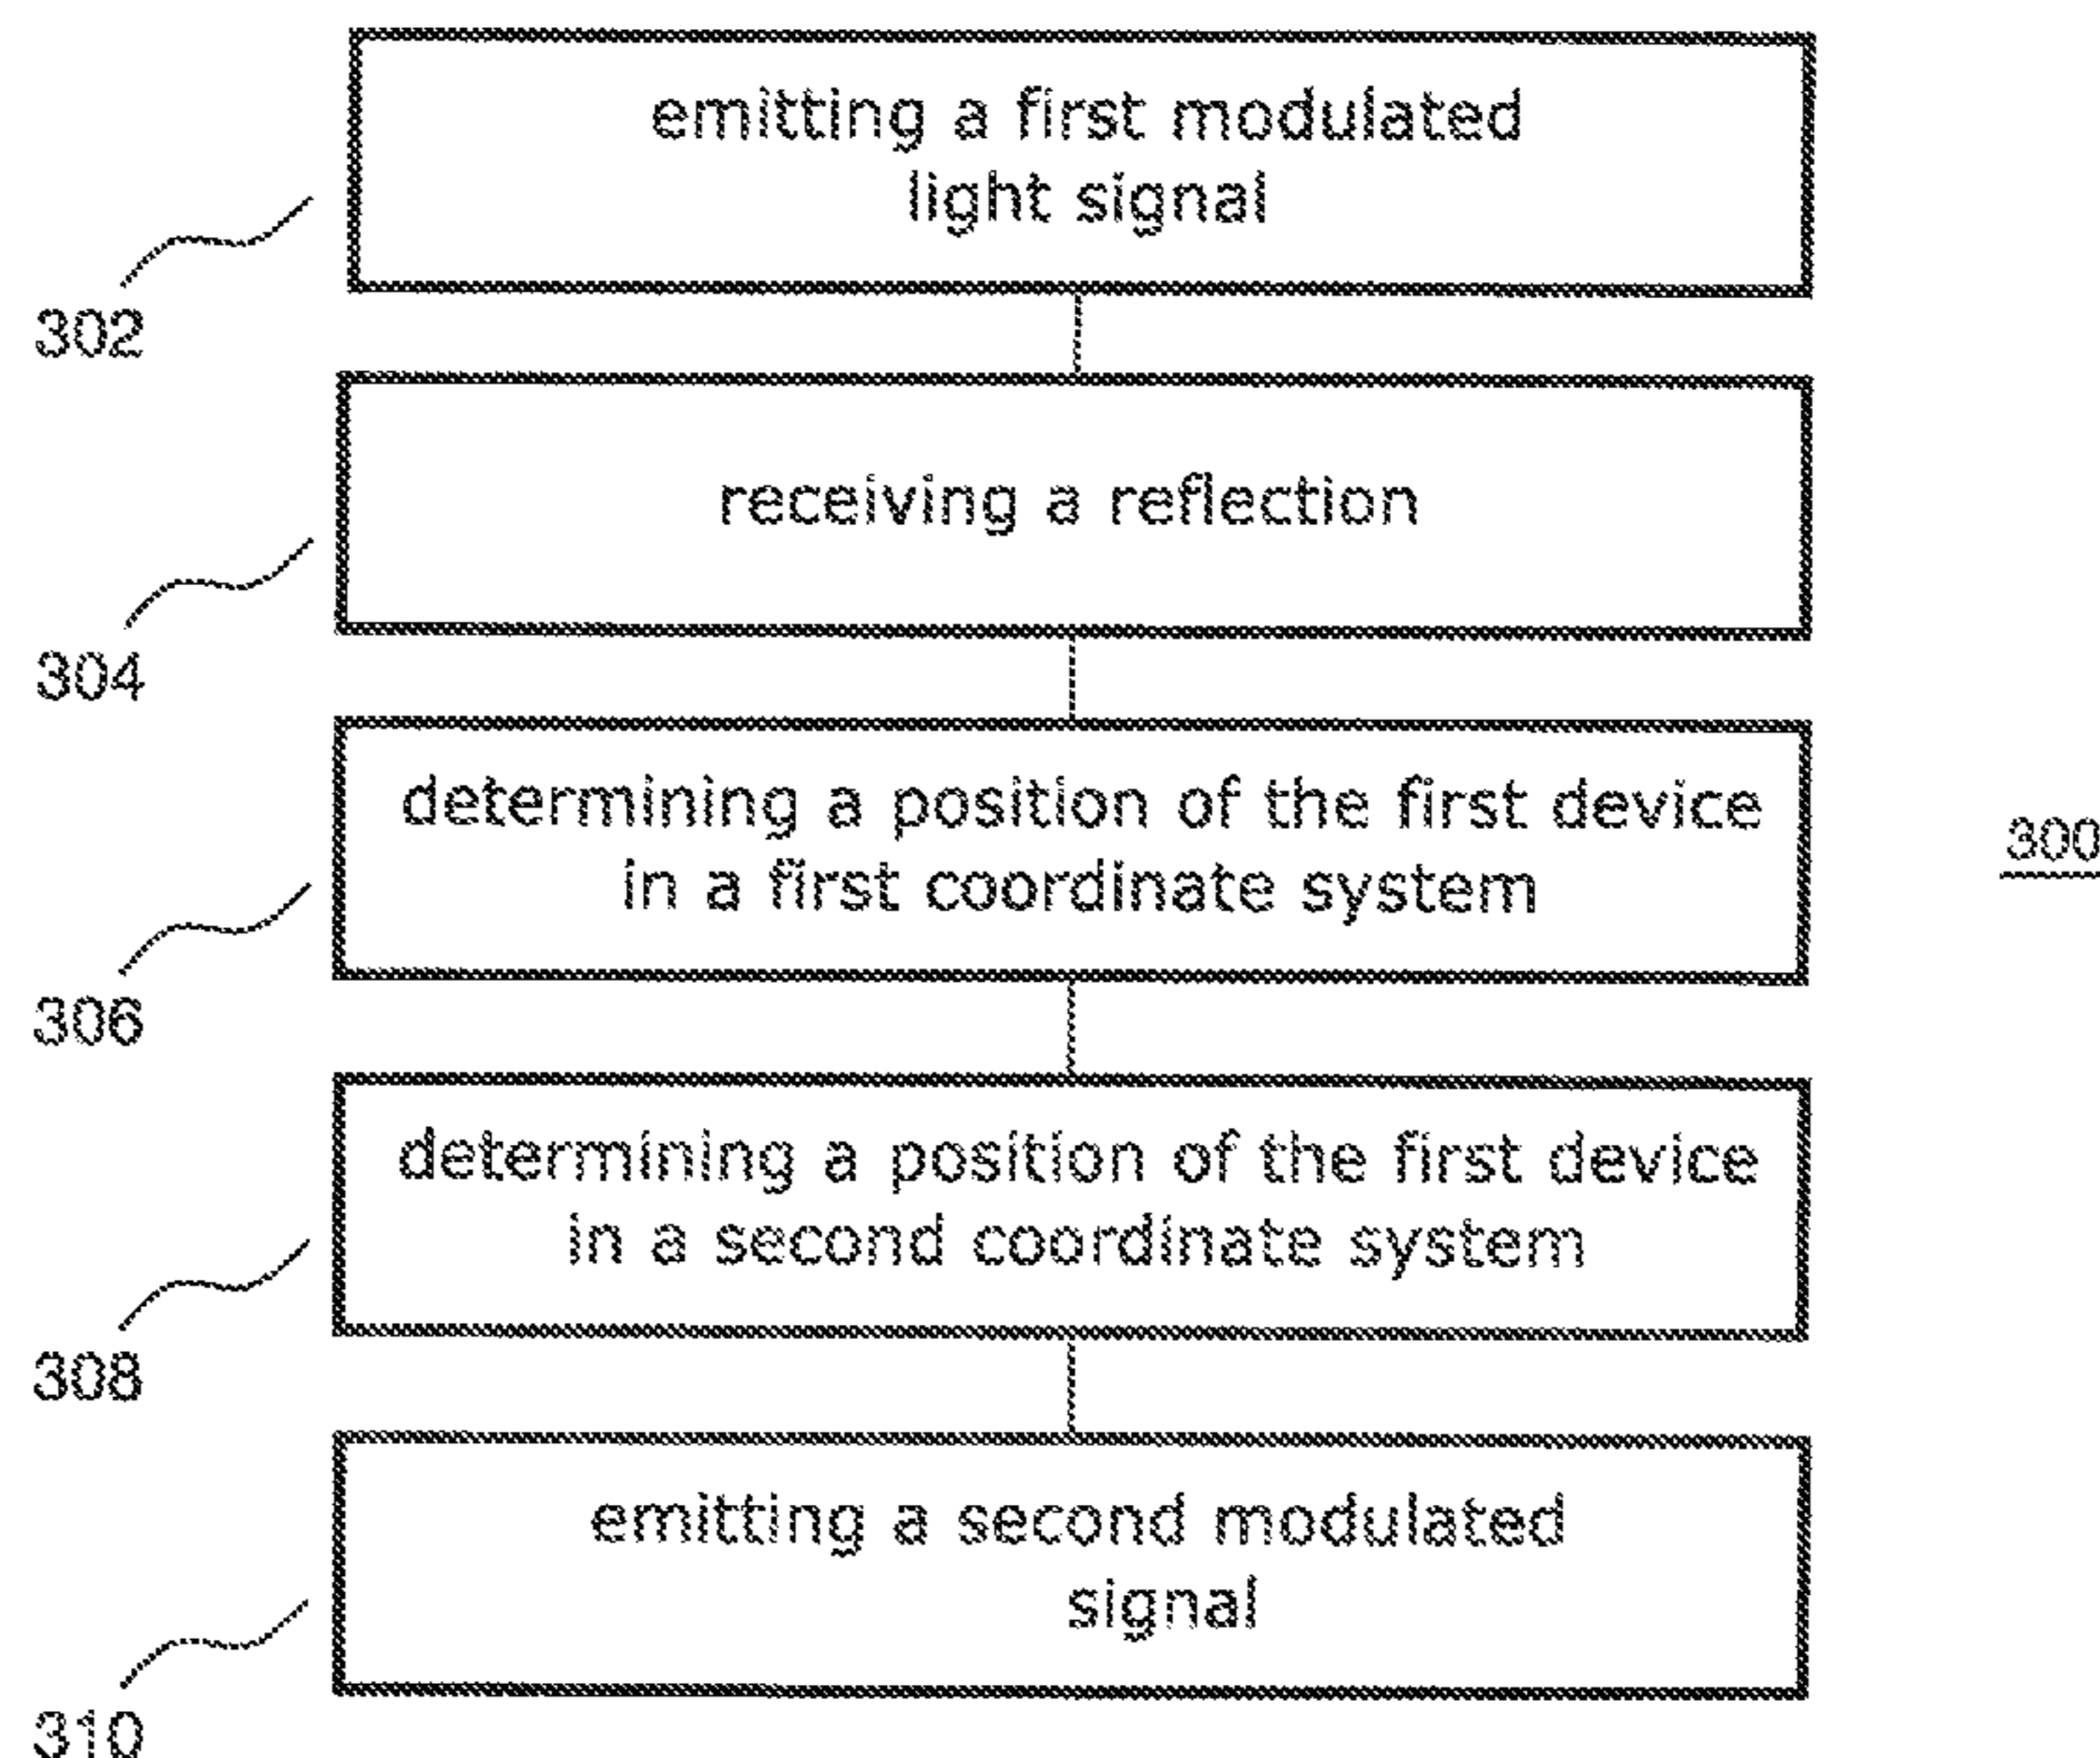 emitting a first modulated
light signal
302
receiving a reflection
304
determining a position of the first device
in a first coordinate system
300
306
determining a position of the first device
in a second coordinate system
308
emitting a second modulated
signal
310